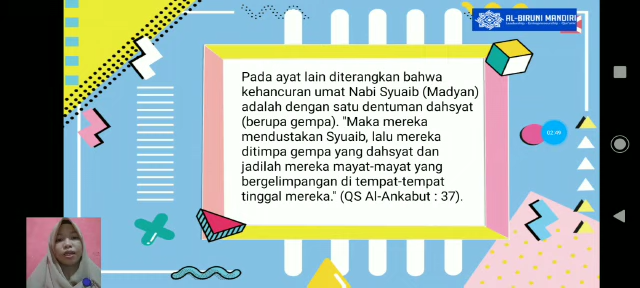 AL-BIRUNI MANDIRI
Pada ayat lain diterangkan bahwa
kehancuran umat Nabi Syuaib (Madyan)
adalah dengan satu dentuman dahsyat
(berupa gempa). "Maka mereka
mendustakan Syuaib, lalu mereka
ditimpa gempa yang dahsyat dan
jadilah mereka mayat-mayat yang
bergelimpangan di tempat-tempat
tinggal mereka." (QS Al-Ankabut : 37).
02:49